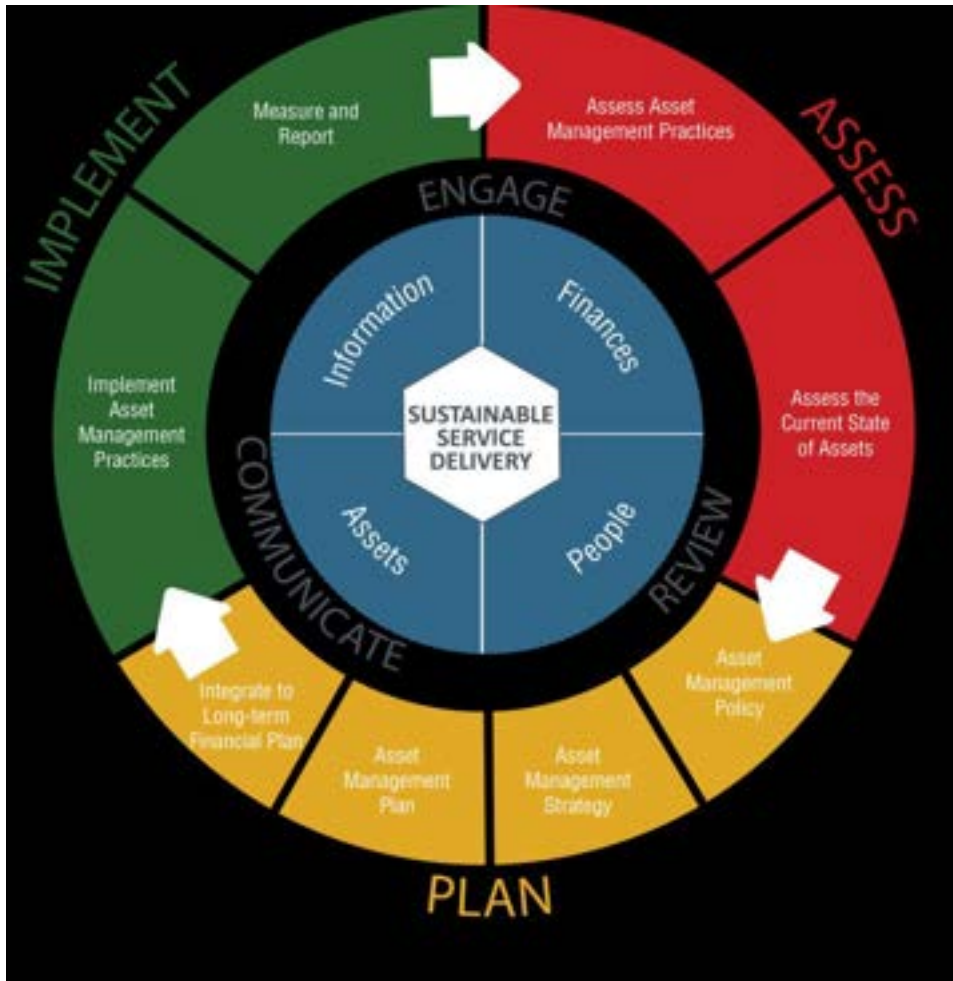 IMPLEMENT
Measure and
Report
Assess Asset
Management Practices
ASSESS
ENGAGE
Information
Finances
Implement
Asset
Management
Practices
SUSTAINABLE
SERVICE
DELIVERY
Assess the
Current State
of Assets
Assets
People
COMMUNICATE
REVIEW
Integrate to
Long-term
Financial Plan
Asset
Management
Plan
Asset
Management
Strategy
Asset
Management
Policy
PLAN